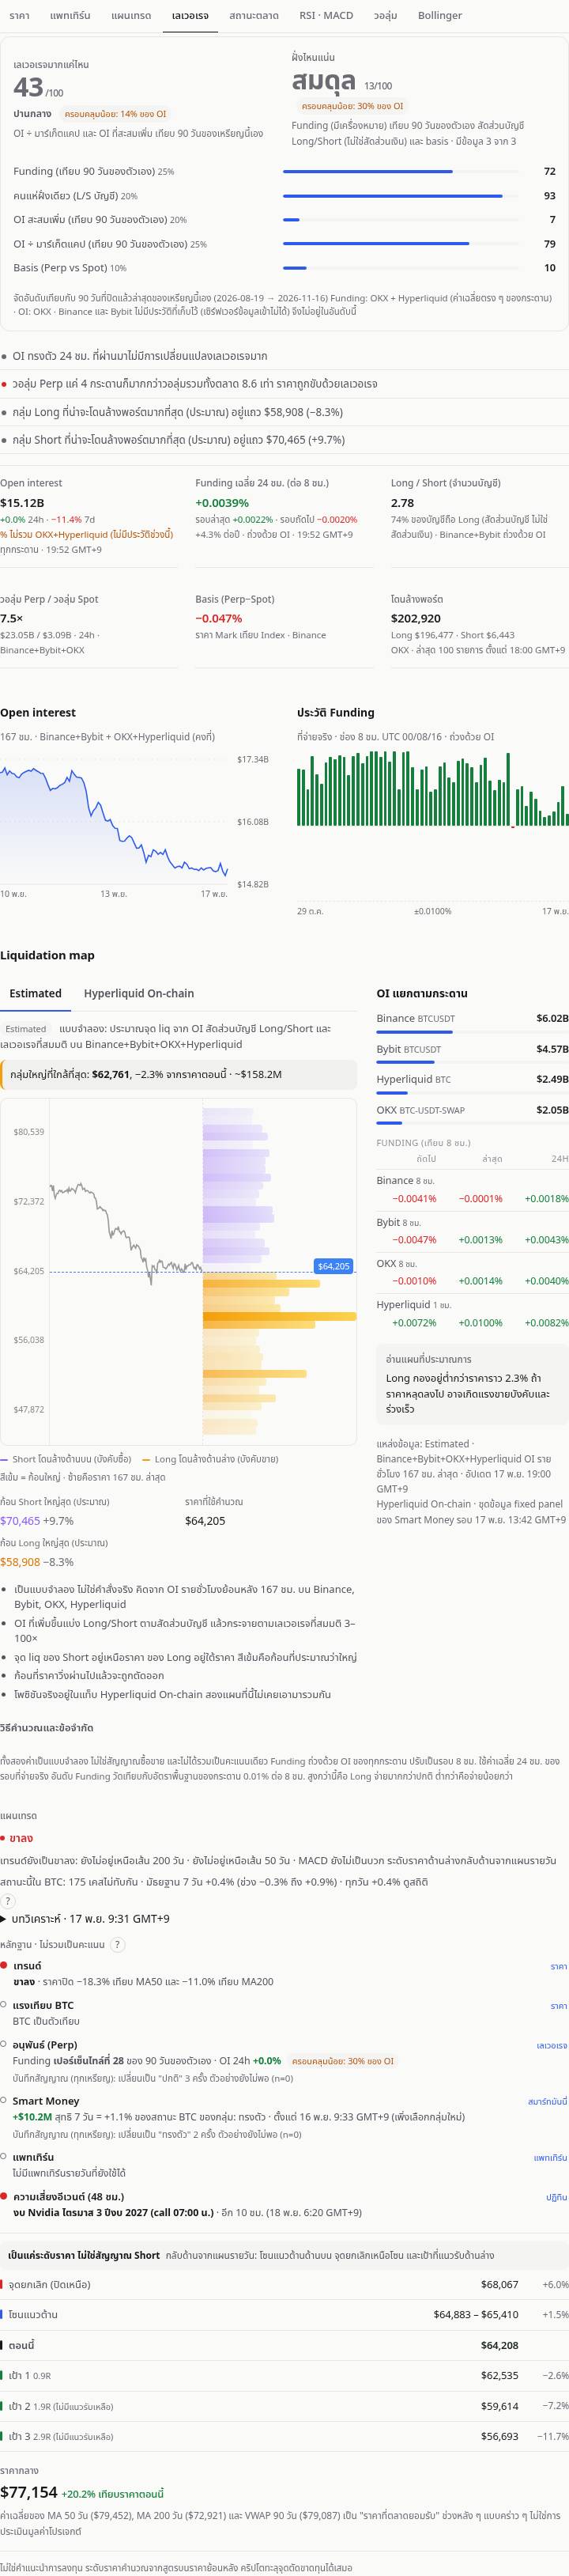 ราคา แพทเทิร์น แผนเทรด เลเวอเรจ สถานะตลาด RSI · MACD วอลุ่ม Bollinger
เลเวอเรจมากแค่ไหน
43 /100
ปานกลาง ครอบคลุมน้อย: 14% ของ OI
OI ÷ มาร์เก็ตแคป และ OI ที่สะสมเพิ่ม เทียบ 90 วันของเหรียญนี้เอง
ฝั่งไหนแน่น
สมดุล 13/100
ครอบคลุมน้อย: 30% ของ OI
Funding (มีเครื่องหมาย) เทียบ 90 วันของตัวเอง สัดส่วนบัญชี
Long/Short (ไม่ใช่สัดส่วนเงิน) และ basis · มีข้อมูล 3 จาก 3
Funding (เทียบ 90 วันของตัวเอง) 25% 72
คนแห่ฝั่งเดียว (L/S บัญชี) 20% 93
OI สะสมเพิ่ม (เทียบ 90 วันของตัวเอง) 20% 7
OI ÷ มาร์เก็ตแคป (เทียบ 90 วันของตัวเอง) 25% 79
Basis (Perp vs Spot) 10% 10
จัดอันดับเทียบกับ 90 วันที่ปิดแล้วล่าสุดของเหรียญนี้เอง (2026-08-19 → 2026-11-16) Funding: OKX + Hyperliquid (ค่าเฉลี่ยตรง ๆ ของกระดาน)
· OI: OKX · Binance และ Bybit ไม่มีประวัติที่เก็บไว้ (เซิร์ฟเวอร์ข้อมูลเข้าไม่ได้) จึงไม่อยู่ในอันดับนี้
OI ทรงตัว 24 ชม. ที่ผ่านมาไม่มีการเปลี่ยนแปลงเลเวอเรจมาก
วอลุ่ม Perp แค่ 4 กระดานก็มากกว่าวอลุ่มรวมทั้งตลาด 8.6 เท่า ราคาถูกขับด้วยเลเวอเรจ
กลุ่ม Long ที่น่าจะโดนล้างพอร์ตมากที่สุด (ประมาณ) อยู่แถว $58,908 (−8.3%)
กลุ่ม Short ที่น่าจะโดนล้างพอร์ตมากที่สุด (ประมาณ) อยู่แถว $70,465 (+9.7%)
Open interest
$15.12B
+0.0% 24h · −11.4% 7d
% ไม่รวม OKX+Hyperliquid (ไม่มีประวัติช่วงนี้)
ทุกกระดาน · 19:52 GMT+9
Funding เฉลี่ย 24 ชม. (ต่อ 8 ชม.)
+0.0039%
รอบล่าสุด +0.0022% · รอบถัดไป −0.0020%
+4.3% ต่อปี · ถ่วงด้วย OI · 19:52 GMT+9
Long / Short (จำนวนบัญชี)
2.78
74% ของบัญชีถือ Long (สัดส่วนบัญชี ไม่ใช่
สัดส่วนเงิน) · Binance+Bybit ถ่วงด้วย OI
วอลุ่ม Perp / วอลุ่ม Spot
7.5×
$23.05B / $3.09B · 24h ·
Binance+Bybit+OKX
Basis (Perp−Spot)
−0.047%
ราคา Mark เทียบ Index · Binance
โดนล้างพอร์ต
$202,920
Long $196,477 · Short $6,443
OKX · ล่าสุด 100 รายการ ตั้งแต่ 18:00 GMT+9
Open interest
167 ชม. · Binance+Bybit + OKX+Hyperliquid (คงที่)
$17.34B
$16.08B
$14.82B
10 พ.ย. 13 พ.ย. 17 พ.ย.
ประวัติ Funding
ที่จ่ายจริง · ช่อง 8 ชม. UTC 00/08/16 · ถ่วงด้วย OI
29 ต.ค. ±0.0100% 17 พ.ย.
Liquidation map
Estimated Hyperliquid On-chain
Estimated แบบจำลอง: ประมาณจุด liq จาก OI สัดส่วนบัญชี Long/Short และ
เลเวอเรจที่สมมติ บน Binance+Bybit+OKX+Hyperliquid
กลุ่มใหญ่ที่ใกล้ที่สุด: $62,761, −2.3% จากราคาตอนนี้ · ~$158.2M
$80,539
$72,372
$64,205 $64,205
$56,038
$47,872
Short โดนล้างด้านบน (บังคับซื้อ) Long โดนล้างด้านล่าง (บังคับขาย)
สีเข้ม = ก้อนใหญ่ · ซ้ายคือราคา 167 ชม. ล่าสุด
ก้อน Short ใหญ่สุด (ประมาณ) ราคาที่ใช้คำนวณ
$70,465 +9.7% $64,205
ก้อน Long ใหญ่สุด (ประมาณ)
$58,908 −8.3%
เป็นแบบจำลอง ไม่ใช่คำสั่งจริง คิดจาก OI รายชั่วโมงย้อนหลัง 167 ชม. บน Binance,
Bybit, OKX, Hyperliquid
OI ที่เพิ่มขึ้นแบ่ง Long/Short ตามสัดส่วนบัญชี แล้วกระจายตามเลเวอเรจที่สมมติ 3–
100×
จุด liq ของ Short อยู่เหนือราคา ของ Long อยู่ใต้ราคา สีเข้มคือก้อนที่ประมาณว่าใหญ่
ก้อนที่ราคาวิ่งผ่านไปแล้วจะถูกตัดออก
โพซิชันจริงอยู่ในแท็บ Hyperliquid On-chain สองแผนที่นี้ไม่เคยเอามารวมกัน
OI แยกตามกระดาน
Binance BTCUSDT $6.02B
Bybit BTCUSDT $4.57B
Hyperliquid BTC $2.49B
OKX BTC-USDT-SWAP $2.05B
FUNDING (เทียบ 8 ชม.)
ถัดไป ล่าสุด 24H
Binance 8 ชม.
−0.0041% −0.0001% +0.0018%
Bybit 8 ชม.
−0.0047% +0.0013% +0.0043%
OKX 8 ชม.
−0.0010% +0.0014% +0.0040%
Hyperliquid 1 ชม.
+0.0072% +0.0100% +0.0082%
อ่านแผนที่ประมาณการ
Long กองอยู่ต่ำกว่าราคาราว 2.3% ถ้า
ราคาหลุดลงไป อาจเกิดแรงขายบังคับและ
ร่วงเร็ว
แหล่งข้อมูล: Estimated ·
Binance+Bybit+OKX+Hyperliquid OI ราย
ชั่วโมง 167 ชม. ล่าสุด · อัปเดต 17 พ.ย. 19:00
GMT+9
Hyperliquid On-chain · ชุดข้อมูล fixed panel
ของ Smart Money รอบ 17 พ.ย. 13:42 GMT+9
วิธีคำนวณและข้อจำกัด
ทั้งสองค่าเป็นแบบจำลอง ไม่ใช่สัญญาณซื้อขาย และไม่ได้รวมเป็นคะแนนเดียว Funding ถ่วงด้วย OI ของทุกกระดาน ปรับเป็นรอบ 8 ชม. ใช้ค่าเฉลี่ย 24 ชม. ของ
รอบที่จ่ายจริง อันดับ Funding วัดเทียบกับอัตราพื้นฐานของกระดาน 0.01% ต่อ 8 ชม. สูงกว่านี้คือ Long จ่ายมากกว่าปกติ ต่ำกว่าคือจ่ายน้อยกว่า
แผนเทรด
ขาลง
เทรนด์ยังเป็นขาลง: ยังไม่อยู่เหนือเส้น 200 วัน · ยังไม่อยู่เหนือเส้น 50 วัน · MACD ยังไม่เป็นบวก ระดับราคาด้านล่างกลับด้านจากแผนรายวัน
สถานะนี้ใน BTC: 175 เคสไม่ทับกัน · มัธยฐาน 7 วัน +0.4% (ช่วง −0.3% ถึง +0.9%) · ทุกวัน +0.4% ดูสถิติ
?
บทวิเคราะห์ · 17 พ.ย. 9:31 GMT+9
หลักฐาน · ไม่รวมเป็นคะแนน ?
เทรนด์ ราคา
ขาลง · ราคาปิด −18.3% เทียบ MA50 และ −11.0% เทียบ MA200
แรงเทียบ BTC ราคา
BTC เป็นตัวเทียบ
อนุพันธ์ (Perp) เลเวอเรจ
Funding เปอร์เซ็นไทล์ที่ 28 ของ 90 วันของตัวเอง · OI 24h +0.0% ครอบคลุมน้อย: 30% ของ OI
บันทึกสัญญาณ (ทุกเหรียญ): เปลี่ยนเป็น "ปกติ" 3 ครั้ง ตัวอย่างยังไม่พอ (n=0)
Smart Money สมาร์ทมันนี่
+$10.2M สุทธิ 7 วัน = +1.1% ของสถานะ BTC ของกลุ่ม: ทรงตัว · ตั้งแต่ 16 พ.ย. 9:33 GMT+9 (เพิ่งเลือกกลุ่มใหม่)
บันทึกสัญญาณ (ทุกเหรียญ): เปลี่ยนเป็น "ทรงตัว" 2 ครั้ง ตัวอย่างยังไม่พอ (n=0)
แพทเทิร์น แพทเทิร์น
ไม่มีแพทเทิร์นรายวันที่ยังใช้ได้
ความเสี่ยงอีเวนต์ (48 ชม.) ปฏิทิน
งบ Nvidia ไตรมาส 3 ปีงบ 2027 (call 07:00 น.) · อีก 10 ชม. (18 พ.ย. 6:20 GMT+9)
เป็นแค่ระดับราคา ไม่ใช่สัญญาณ Short กลับด้านจากแผนรายวัน: โซนแนวต้านด้านบน จุดยกเลิกเหนือโซน และเป้าที่แนวรับด้านล่าง
จุดยกเลิก (ปิดเหนือ) $68,067 +6.0%
โซนแนวต้าน $64,883 – $65,410 +1.5%
ตอนนี้ $64,208
เป้า 1 0.9R $62,535 −2.6%
เป้า 2 1.9R (ไม่มีแนวรับเหลือ) $59,614 −7.2%
เป้า 3 2.9R (ไม่มีแนวรับเหลือ) $56,693 −11.7%
ราคากลาง
$77,154 +20.2% เทียบราคาตอนนี้
ค่าเฉลี่ยของ MA 50 วัน ($79,452), MA 200 วัน ($72,921) และ VWAP 90 วัน ($79,087) เป็น "ราคาที่ตลาดยอมรับ" ช่วงหลัง ๆ แบบคร่าว ๆ ไม่ใช่การ
ประเมินมูลค่าโปรเจกต์
ไม่ใช่คำแนะนำการลงทุน ระดับราคาคำนวณจากสูตรบนราคาย้อนหลัง คริปโตทะลุจุดตัดขาดทุนได้เสมอ